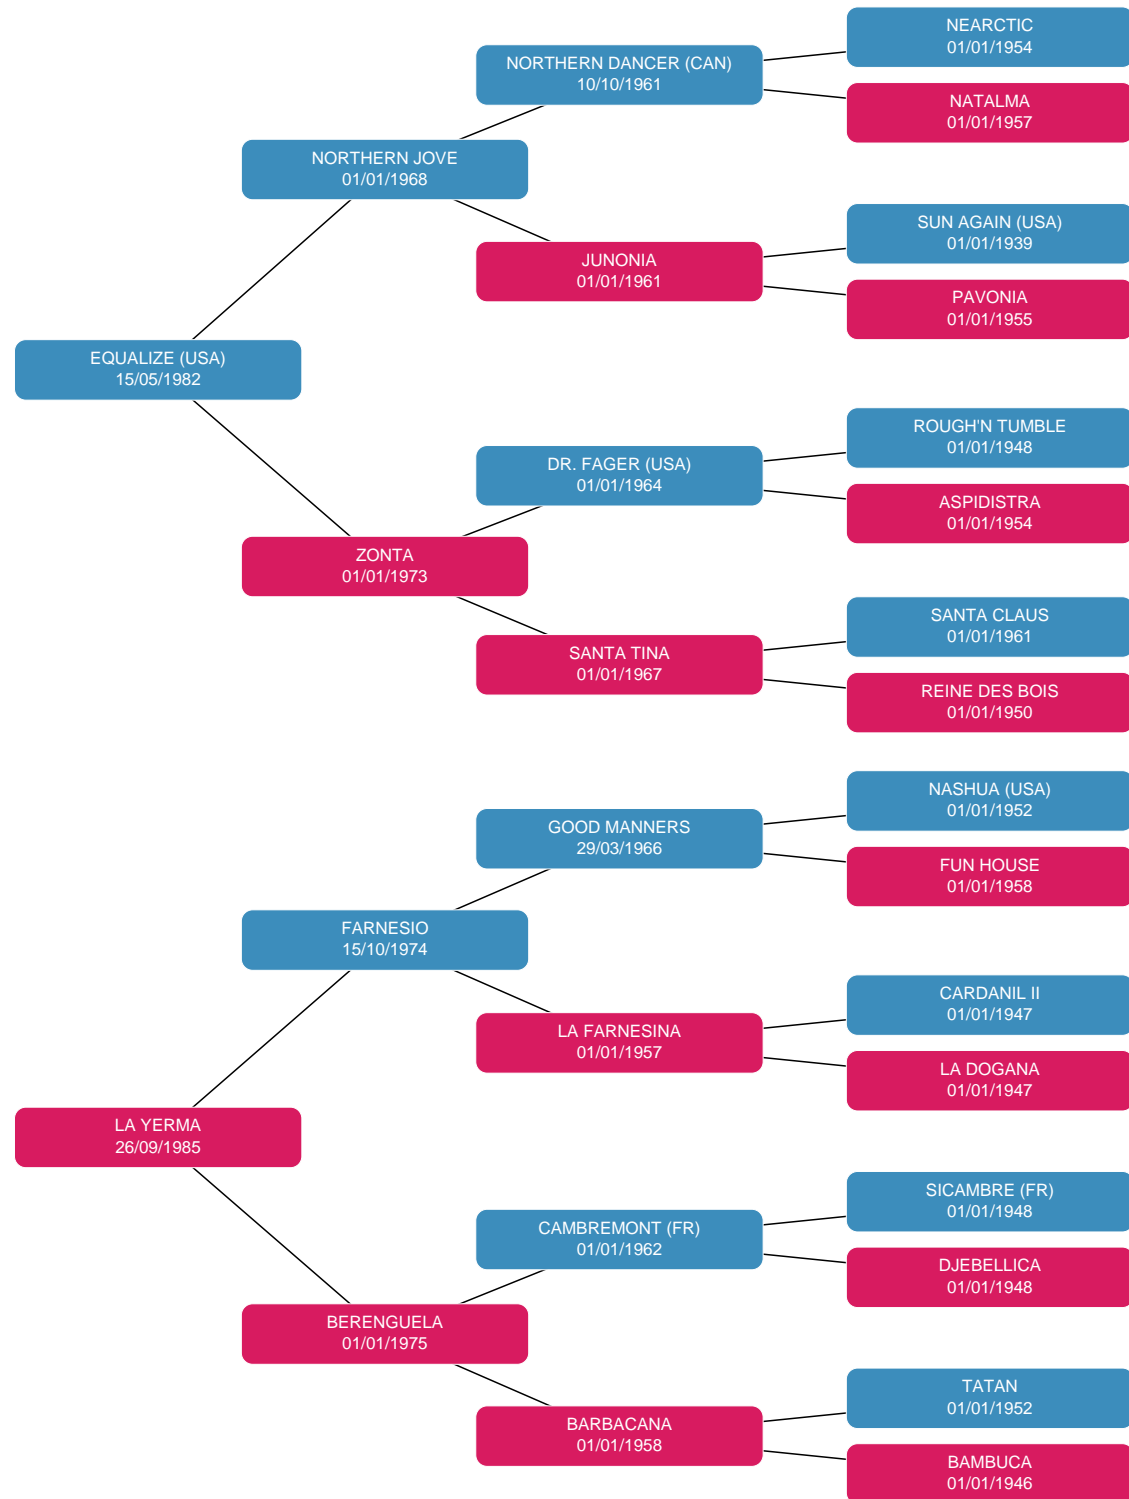 NEARCTIC
01/01/1954
NORTHERN DANCER (CAN)
10/10/1961
NATALMA
01/01/1957
NORTHERN JOVE
01/01/1968
SUN AGAIN (USA)
01/01/1939
JUNONIA
01/01/1961
PAVONIA
01/01/1955
EQUALIZE (USA)
15/05/1982
ROUGH'N TUMBLE
01/01/1948
DR. FAGER (USA)
01/01/1964
ASPIDISTRA
01/01/1954
ZONTA
01/01/1973
SANTA CLAUS
01/01/1961
SANTA TINA
01/01/1967
REINE DES BOIS
01/01/1950
NASHUA (USA)
01/01/1952
GOOD MANNERS
29/03/1966
FUN HOUSE
01/01/1958
FARNESIO
15/10/1974
CARDANIL II
01/01/1947
LA FARNESINA
01/01/1957
LA DOGANA
01/01/1947
LA YERMA
26/09/1985
SICAMBRE (FR)
01/01/1948
CAMBREMONT (FR)
01/01/1962
DJEBELLICA
01/01/1948
BERENGUELA
01/01/1975
TATAN
01/01/1952
BARBACANA
01/01/1958
BAMBUCA
01/01/1946